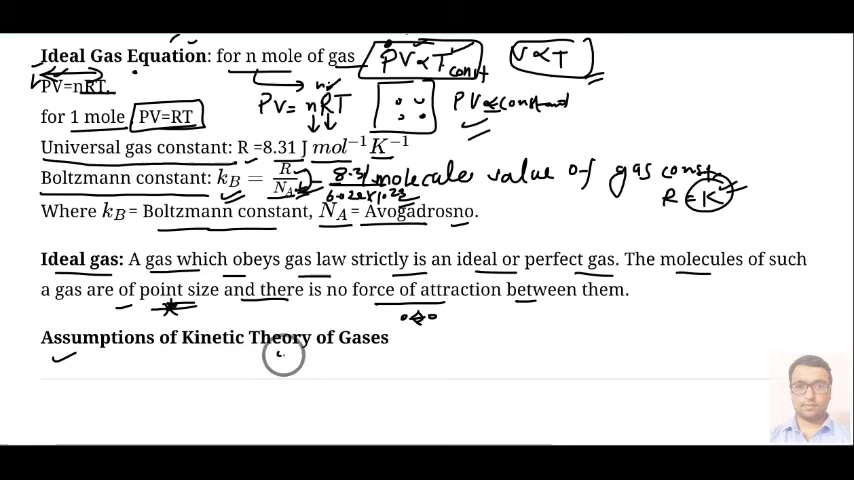 Ideal Gas Equation: for n mole of gas PV∝T const V∝T
PV=nRT.
PV= nRT PV∝constant
for 1 mole PV=RT
Universal gas constant: R =8.31 J mol⁻¹ K⁻¹
Boltzmann constant: k_B = R/N_A = 8.31/6.022×10²³ molecule value of gas const
R = K
Where k_B= Boltzmann constant, N_A= Avogadrosno.
Ideal gas: A gas which obeys gas law strictly is an ideal or perfect gas. The molecules of such
a gas are of point size and there is no force of attraction between them.
Assumptions of Kinetic Theory of Gases